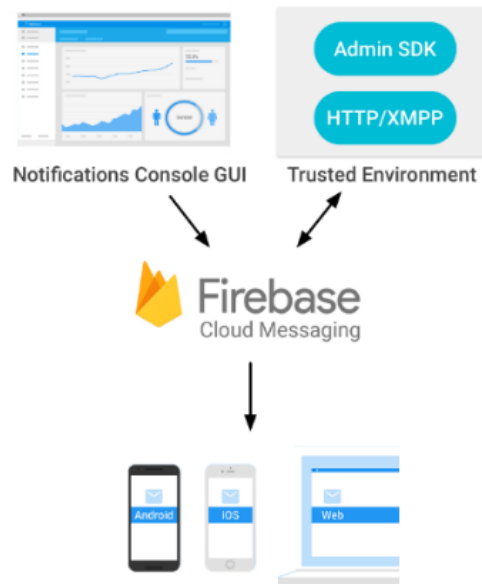 Admin SDK
HTTP/XMPP
Notifications Console GUI
Trusted Environment
Firebase
Cloud Messaging
Android
iOS
Web